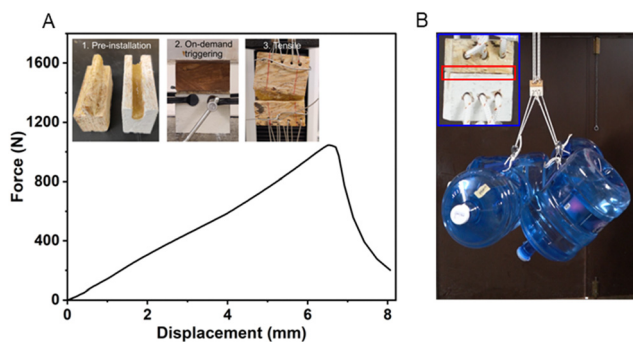 A
B
1. Pre-installation
2. On-demand
triggering
3. Tensile
Force (N)
1600
1200
800
400
0
0
2
4
6
8
Displacement (mm)